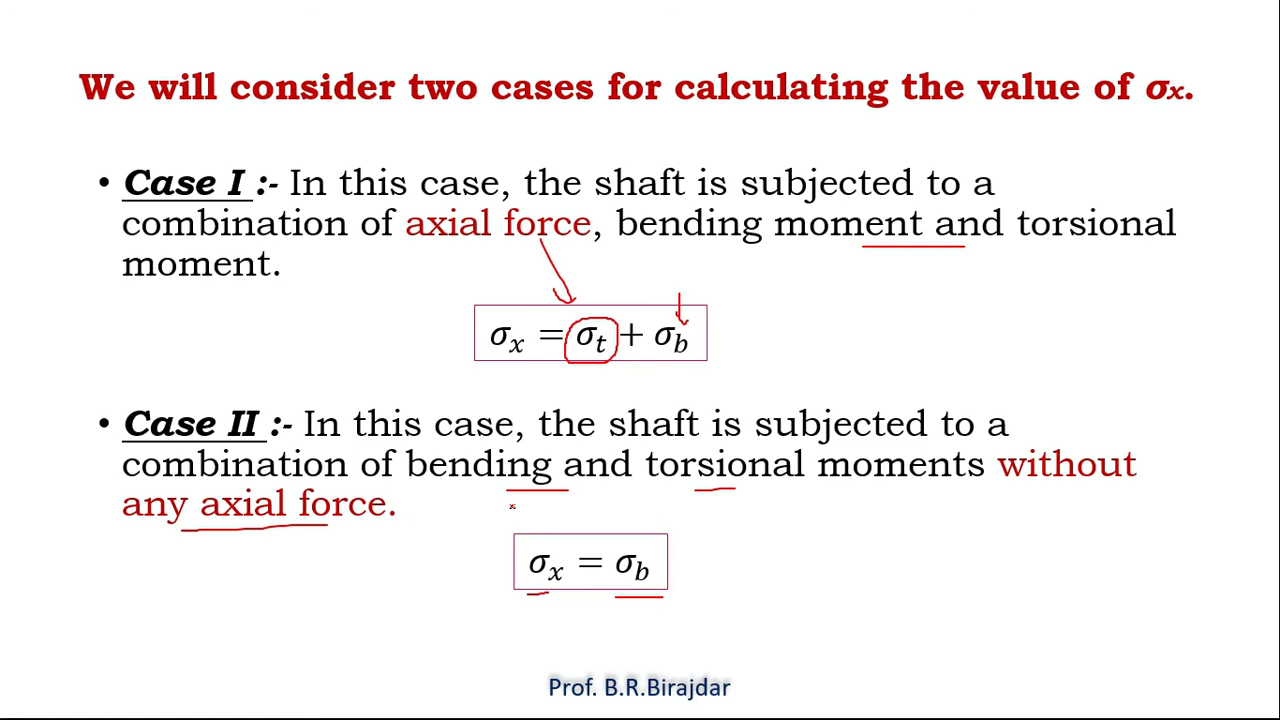 We will consider two cases for calculating the value of σx.
• Case I :- In this case, the shaft is subjected to a
combination of axial force, bending moment and torsional
moment.
σx = σt + σb
• Case II :- In this case, the shaft is subjected to a
combination of bending and torsional moments without
any axial force.
σx = σb
Prof. B.R.Birajdar